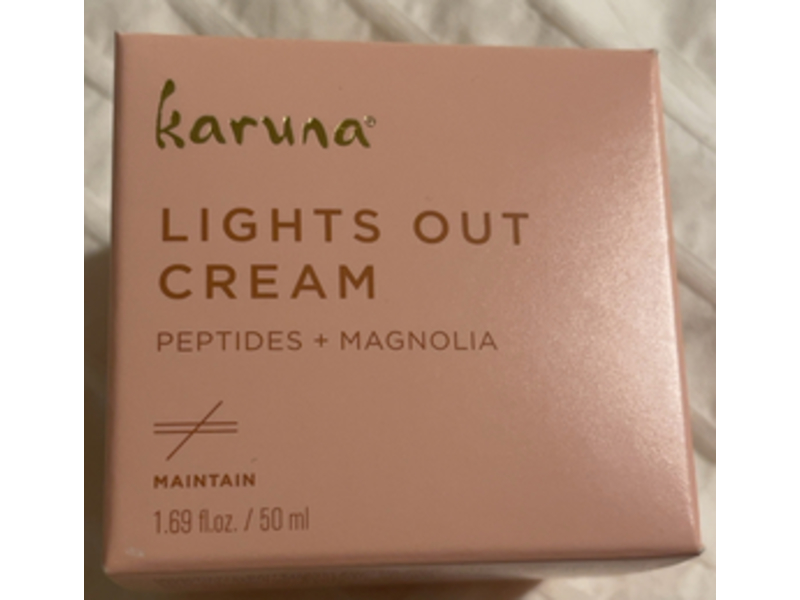 karuna®
LIGHTS OUT
CREAM
PEPTIDES + MAGNOLIA
MAINTAIN
1.69 fl.oz. / 50 ml